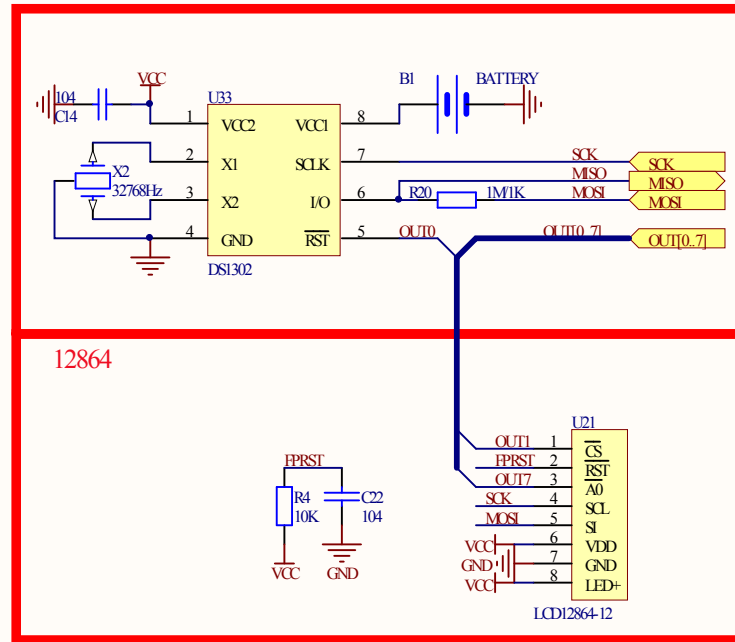 VCC
104
C14
U33
1 VCC2 VCC1 8
2 X1 SCLK 7
3 X2 I/O 6
4 GND RST 5
DS1302
X2
32768Hz
B1 BATTERY
SCK SCK
MISO MISO
R20 1M/1K MOSI MOSI
OUT0 OUT[0..7] OUT[0..7]
12864
FPRST
R4
10K
C22
104
VCC
GND
U21
OUT1 1 CS
FPRST 2 RST
OUT7 3 A0
SCK 4 SCL
MOSI 5 SI
VCC 6 VDD
GND 7 GND
VCC 8 LED+
LCD12864-12